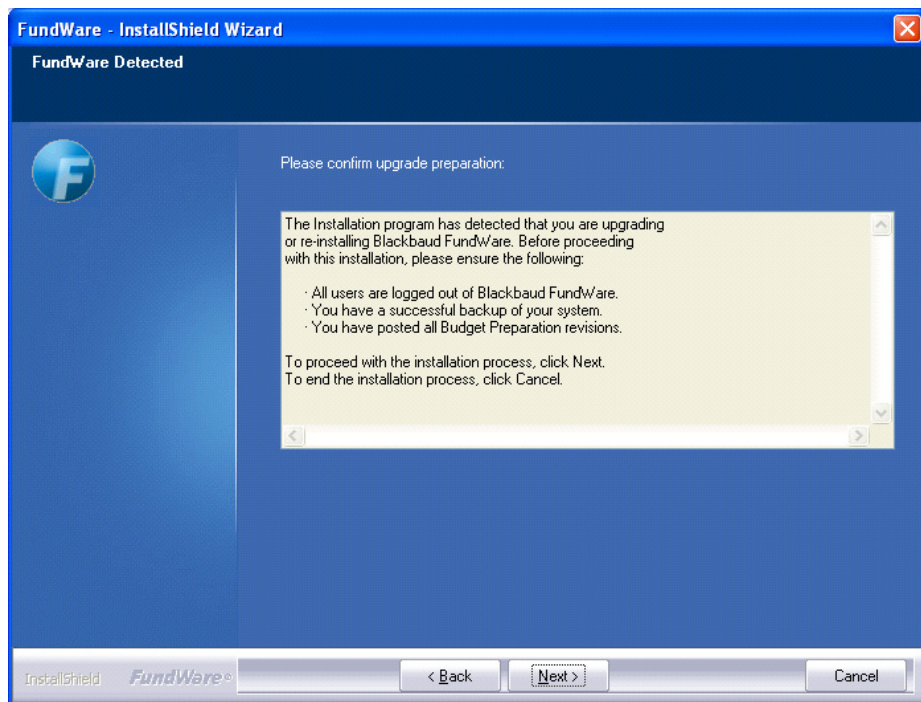 FundWare - InstallShield Wizard
FundWare Detected
F
Please confirm upgrade preparation:
The Installation program has detected that you are upgrading
or re-installing Blackbaud FundWare. Before proceeding
with this installation, please ensure the following:
· All users are logged out of Blackbaud FundWare.
· You have a successful backup of your system.
· You have posted all Budget Preparation revisions.
To proceed with the installation process, click Next.
To end the installation process, click Cancel.
InstallShield FundWare® < Back Next > Cancel